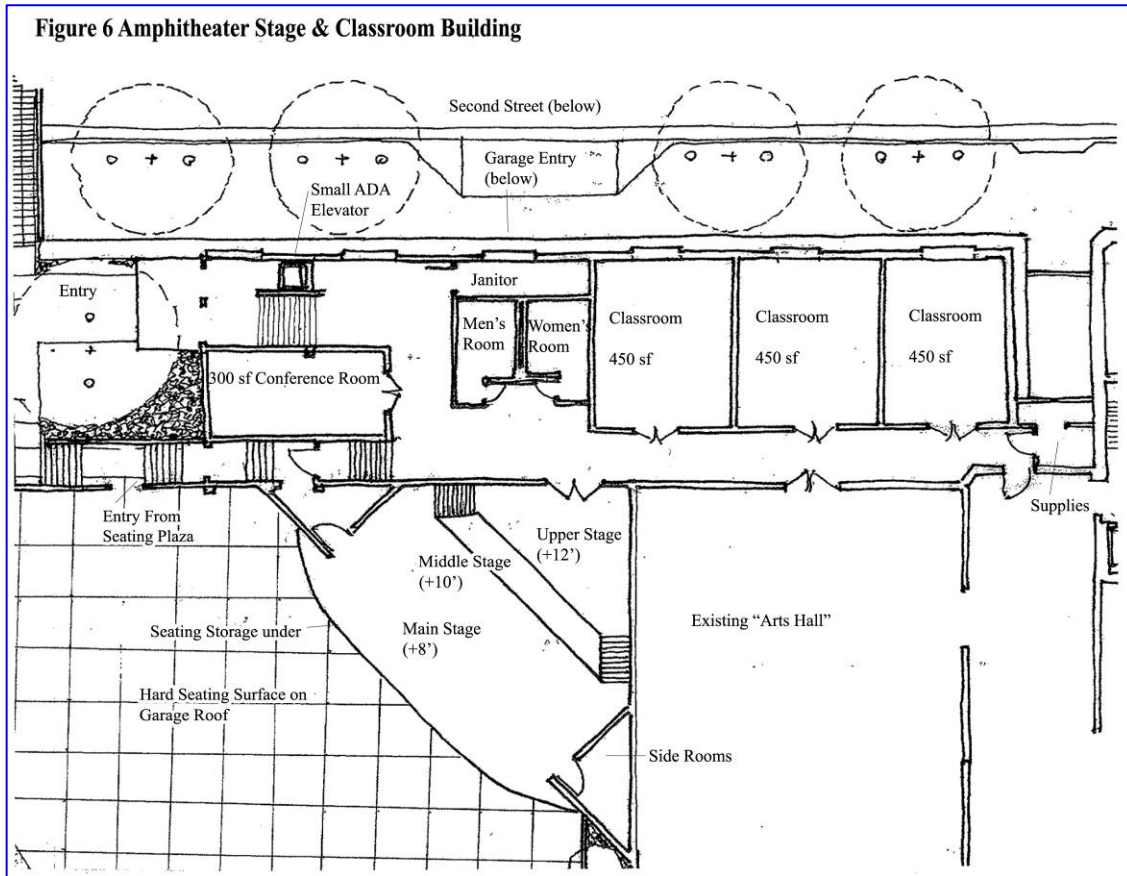 Figure 6 Amphitheater Stage & Classroom Building
Second Street (below)
Garage Entry
(below)
Small ADA
Elevator
Entry
Janitor
Men's
Room
Women's
Room
Classroom
450 sf
Classroom
450 sf
Classroom
450 sf
300 sf Conference Room
Entry From
Seating Plaza
Supplies
Upper Stage
(+12')
Middle Stage
(+10')
Main Stage
(+8')
Seating Storage under
Existing “Arts Hall”
Hard Seating Surface on
Garage Roof
Side Rooms